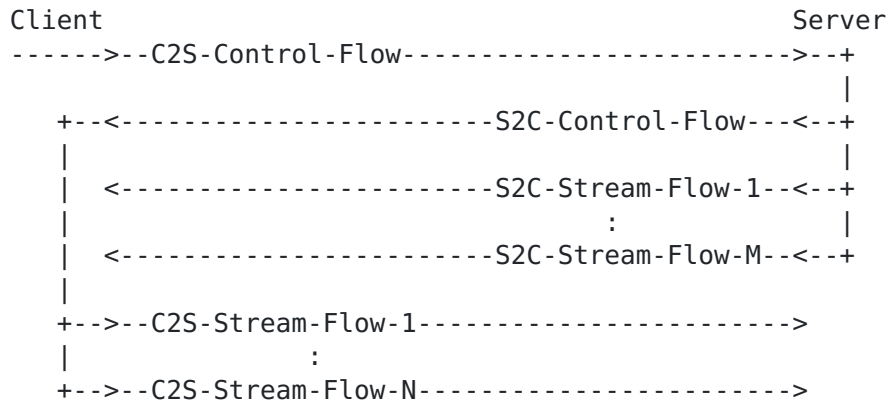 Client                                            Server
------>--C2S-Control-Flow------------------------>--+
                                                    |
   +--<------------------------S2C-Control-Flow---<--+
   |                                                 |
   |  <------------------------S2C-Stream-Flow-1--<--+
   |                                  :              |
   |  <------------------------S2C-Stream-Flow-M--<--+
   |
   +-->--C2S-Stream-Flow-1------------------------>
   |               :
   +-->--C2S-Stream-Flow-N------------------------>